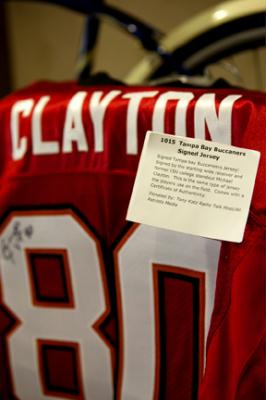 CLAYTON
1015 Tampa Bay Buccaneers
Signed Jersey
Signed Tampa Bay Buccaneers Jersey!
Signed by the starting wide receiver and
former LSU college standout Michael
Clayton. This is the same type of jersey
the players use on the field. Comes with a
Certificate of Authenticity
Donated By: Tony Katz Radio Talk Host/All
Patriots Media
80